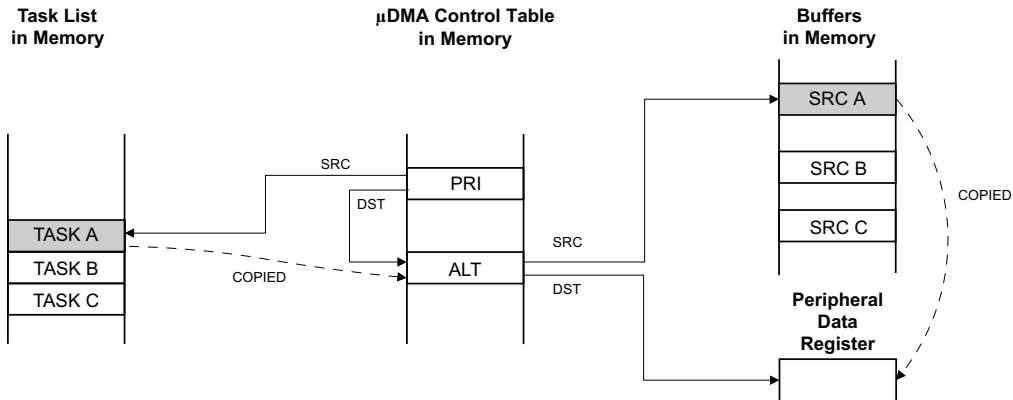 Task List
in Memory
μDMA Control Table
in Memory
Buffers
in Memory
SRC A
SRC
PRI
SRC B
DST
COPIED
SRC C
TASK A
SRC
TASK B
COPIED
ALT
DST
TASK C
Peripheral
Data
Register